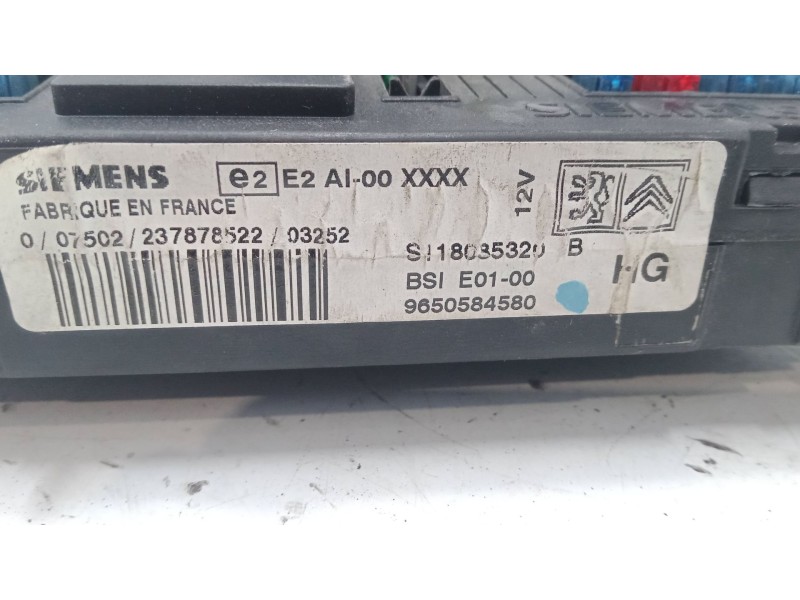 SIEMENS e2 E2 AI-00 XXXX 12V
FABRIQUE EN FRANCE
0/07502/237878522/03252
S118085320 B
BSI E01-00 HG
9650584580